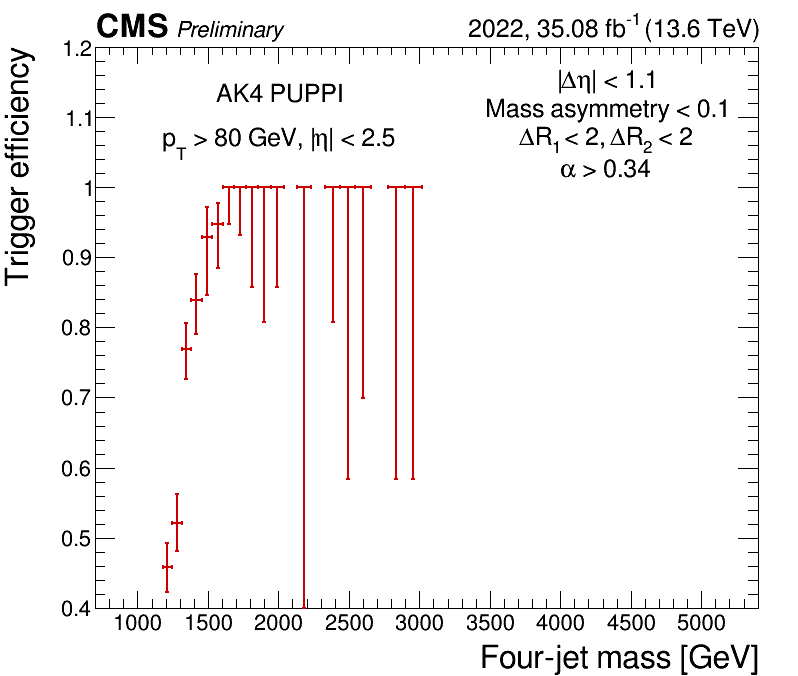 CMS Preliminary 2022, 35.08 fb⁻¹ (13.6 TeV)
AK4 PUPPI
p_T > 80 GeV, |η| < 2.5
|Δη| < 1.1
Mass asymmetry < 0.1
ΔR₁ < 2, ΔR₂ < 2
α > 0.34
Trigger efficiency
1.2
1.1
1
0.9
0.8
0.7
0.6
0.5
0.4
1000 1500 2000 2500 3000 3500 4000 4500 5000
Four-jet mass [GeV]